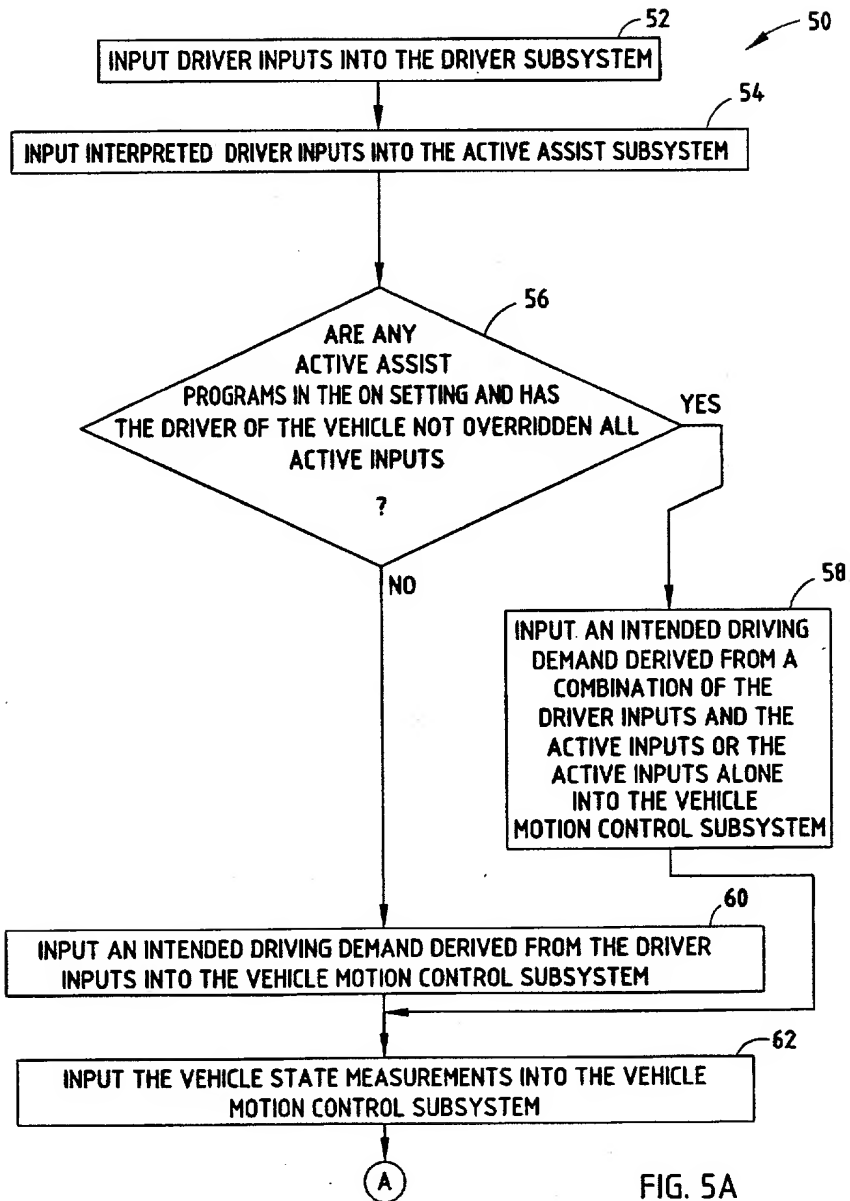 50
52
INPUT DRIVER INPUTS INTO THE DRIVER SUBSYSTEM
54
INPUT INTERPRETED DRIVER INPUTS INTO THE ACTIVE ASSIST SUBSYSTEM
56
ARE ANY
ACTIVE ASSIST
PROGRAMS IN THE ON SETTING AND HAS
THE DRIVER OF THE VEHICLE NOT OVERRIDDEN ALL
ACTIVE INPUTS
?
YES
NO
58
INPUT AN INTENDED DRIVING
DEMAND DERIVED FROM A
COMBINATION OF THE
DRIVER INPUTS AND THE
ACTIVE INPUTS OR THE
ACTIVE INPUTS ALONE
INTO THE VEHICLE
MOTION CONTROL SUBSYSTEM
60
INPUT AN INTENDED DRIVING DEMAND DERIVED FROM THE DRIVER
INPUTS INTO THE VEHICLE MOTION CONTROL SUBSYSTEM
62
INPUT THE VEHICLE STATE MEASUREMENTS INTO THE VEHICLE
MOTION CONTROL SUBSYSTEM
A
FIG. 5A